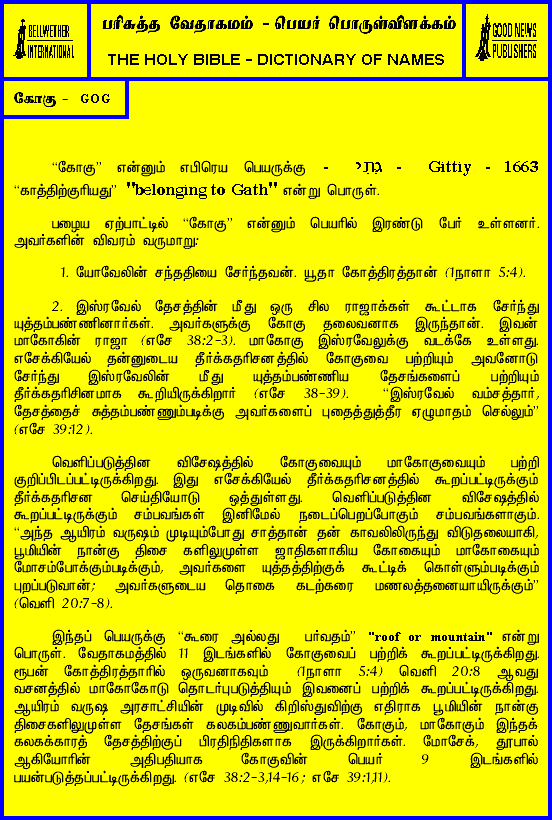 BELLWETHER
INTERNATIONAL
பரிசுத்த வேதாகமம் - பெயர் பொருள்விளக்கம்
THE HOLY BIBLE - DICTIONARY OF NAMES
GOOD NEWS
PUBLISHERS
கோகு - GOG
“கோகு” என்னும் எபிரெய பெயருக்கு - גתי - Gittiy - 1663
“காத்திற்குரியது” "belonging to Gath" என்று பொருள்.
பழைய ஏற்பாட்டில் “கோகு” என்னும் பெயரில் இரண்டு பேர் உள்ளனர்.
அவர்களின் விவரம் வருமாறு:
1. யோவேலின் சந்ததியை சேர்ந்தவன். யூதா கோத்திரத்தான் (1நாளா 5:4).
2. இஸ்ரவேல் தேசத்தின் மீது ஒரு சில ராஜாக்கள் கூட்டாக சேர்ந்து
யுத்தம்பண்ணினார்கள். அவர்களுக்கு கோகு தலைவனாக இருந்தான். இவன்
மாகோகின் ராஜா (எசே 38:2-3). மாகோகு இஸ்ரவேலுக்கு வடக்கே உள்ளது.
எசேக்கியேல் தன்னுடைய தீர்க்கதரிசனத்தில் கோகுவை பற்றியும் அவனோடு
சேர்ந்து இஸ்ரவேலின் மீது யுத்தம்பண்ணிய தேசங்களைப் பற்றியும்
தீர்க்கதரிசினமாக கூறியிருக்கிறார் (எசே 38-39). “இஸ்ரவேல் வம்சத்தார்,
தேசத்தைச் சுத்தம்பண்ணும்படிக்கு அவர்களைப் புதைத்துத்தீர ஏழுமாதம் செல்லும்”
(எசே 39:12).
வெளிப்படுத்தின விசேஷத்தில் கோகுவையும் மாகோகுவையும் பற்றி
குறிப்பிடப்பட்டிருக்கிறது. இது எசெக்கியேல் தீர்க்கதரிசனத்தில் கூறப்பட்டிருக்கும்
தீர்க்கதரிசன செய்தியோடு ஒத்துள்ளது. வெளிப்படுத்தின விசேஷத்தில்
கூறப்பட்டிருக்கும் சம்பவங்கள் இனிமேல் நடைப்பெறப்போகும் சம்பவங்களாகும்.
“அந்த ஆயிரம் வருஷம் முடியும்போது சாத்தான் தன் காவலிலிருந்து விடுதலையாகி,
பூமியின் நான்கு திசை களிலுமுள்ள ஜாதிகளாகிய கோகையும் மாகோகையும்
மோசம்போக்கும்படிக்கும், அவர்களை யுத்தத்திற்குக் கூட்டிக் கொள்ளும்படிக்கும்
புறப்படுவான்; அவர்களுடைய தொகை கடற்கரை மணலத்தனையாயிருக்கும்”
(வெளி 20:7-8).
இந்தப் பெயருக்கு “கூரை அல்லது பர்வதம்” "roof or mountain" என்று
பொருள். வேதாகமத்தில் 11 இடங்களில் கோகுவைப் பற்றிக் கூறப்பட்டிருக்கிறது.
ரூபன் கோத்திரத்தாரில் ஒருவனாகவும் (1நாளா 5:4) வெளி 20:8 ஆவது
வசனத்தில் மாகோகோடு தொடர்புபடுத்தியும் இவனைப் பற்றிக் கூறப்பட்டிருக்கிறது.
ஆயிரம் வருஷ அரசாட்சியின் முடிவில் கிறிஸ்துவிற்கு எதிராக பூமியின் நான்கு
திசைகளிலுமுள்ள தேசங்கள் கலகம்பண்ணுவார்கள். கோகும், மாகோகும் இந்தக்
கலகக்காரத் தேசத்திற்குப் பிரதிநிதிகளாக இருக்கிறார்கள். மோசேக், தூபால்
ஆகியோரின் அதிபதியாக கோகுவின் பெயர் 9 இடங்களில்
பயன்படுத்தப்பட்டிருக்கிறது. (எசே 38:2-3,14-16; எசே 39:1,11).